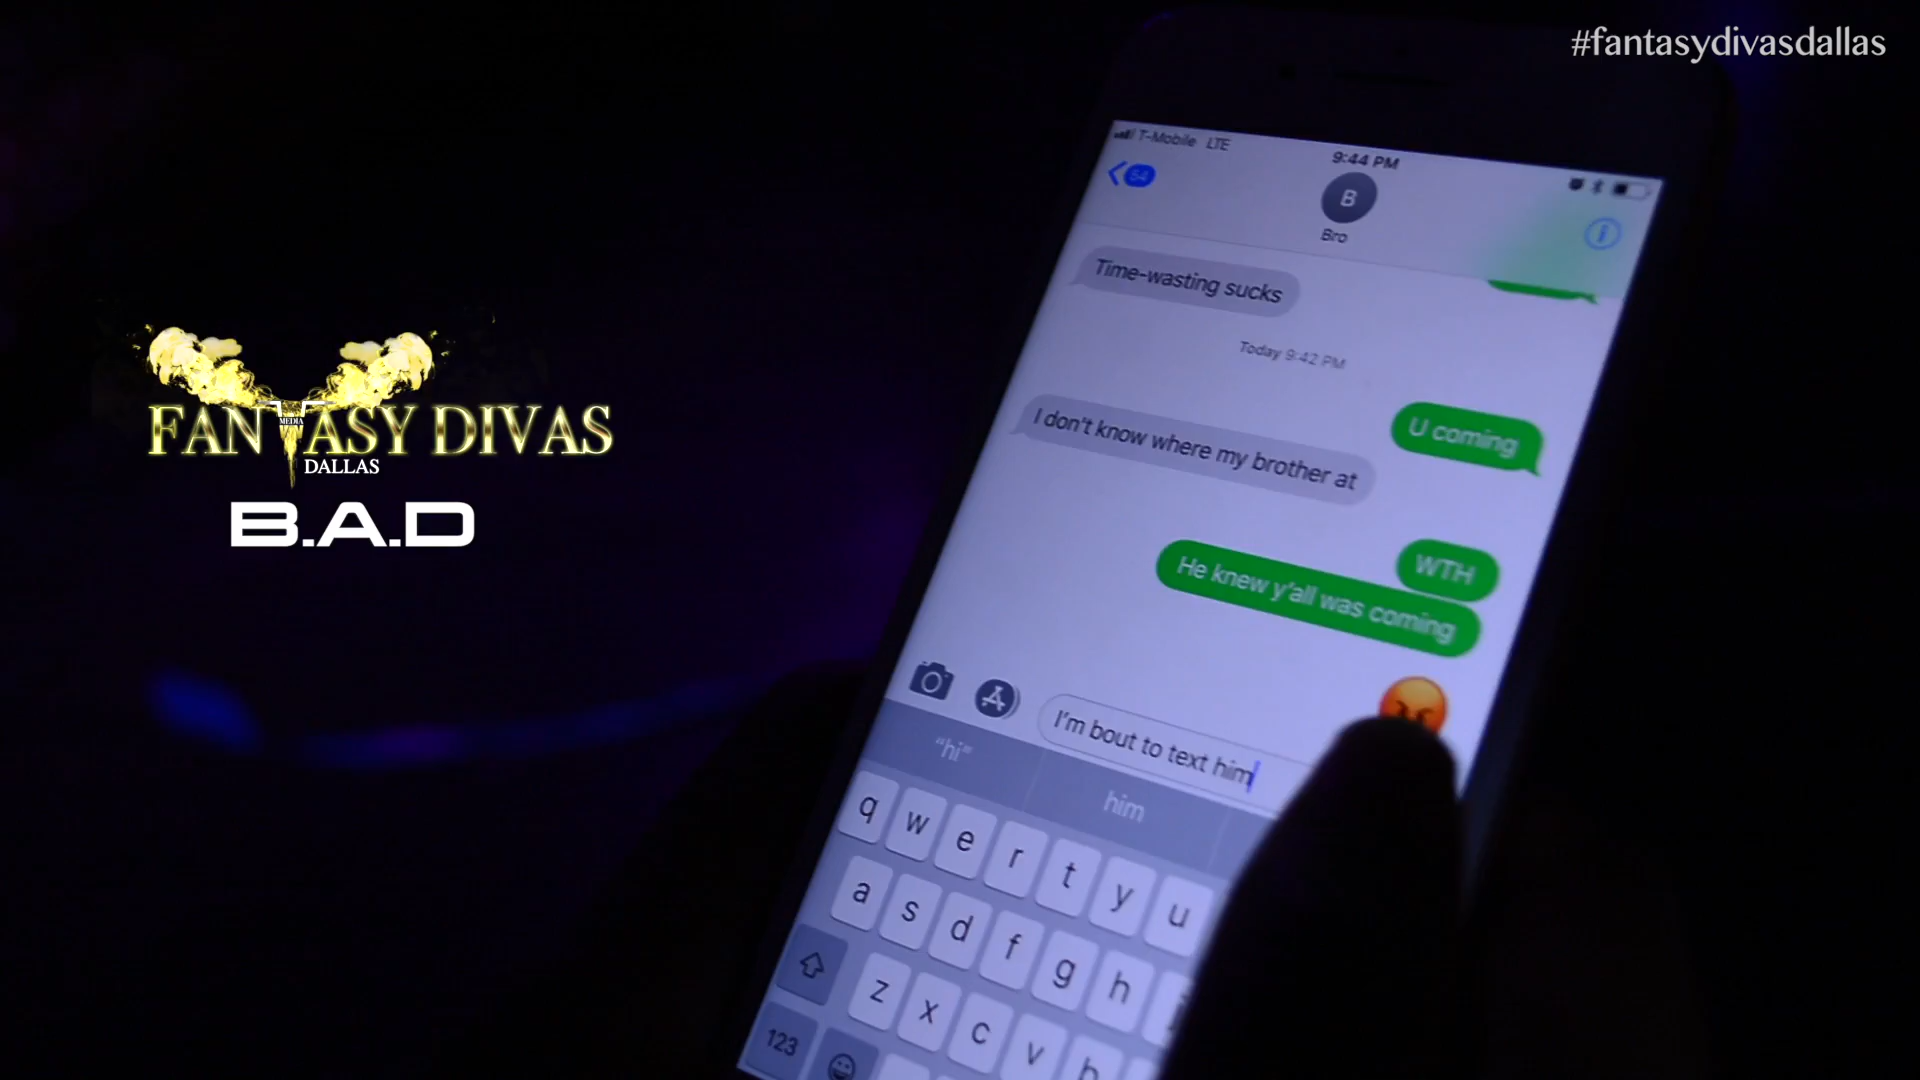 #fantasydivasdallas
T-Mobile LTE
9:44 PM
54
B
Bro
Time-wasting sucks
Today 9:42 PM
U coming
I don't know where my brother at
WTH
He knew y'all was coming
I'm bout to text him
"hi"
him
q w e r t y u
a s d f g h
z x c v b
123
FANTASY DIVAS
MEDIA
DALLAS
B.A.D